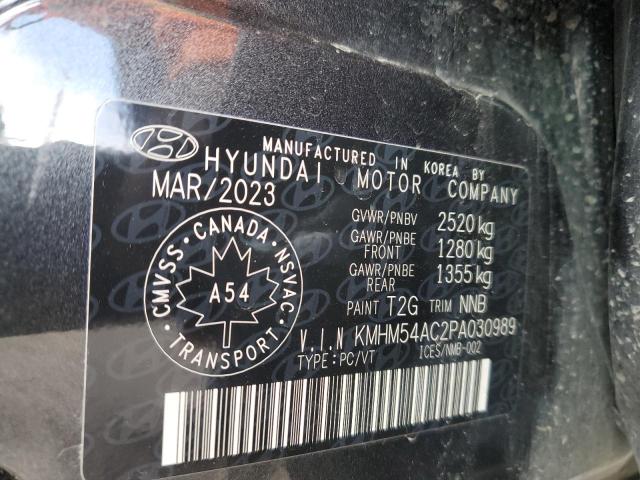 MANUFACTURED IN KOREA BY
HYUNDAI MOTOR COMPANY
MAR/2023
GVWR/PNBV 2520 kg
GAWR/PNBE FRONT 1280 kg
GAWR/PNBE REAR 1355 kg
CMVSS • CANADA • NSVAC • TRANSPORT •
A54
PAINT T2G TRIM NNB
V.I.N KMHM54AC2PA030989
TYPE:PC/VT ICES/NMB-002